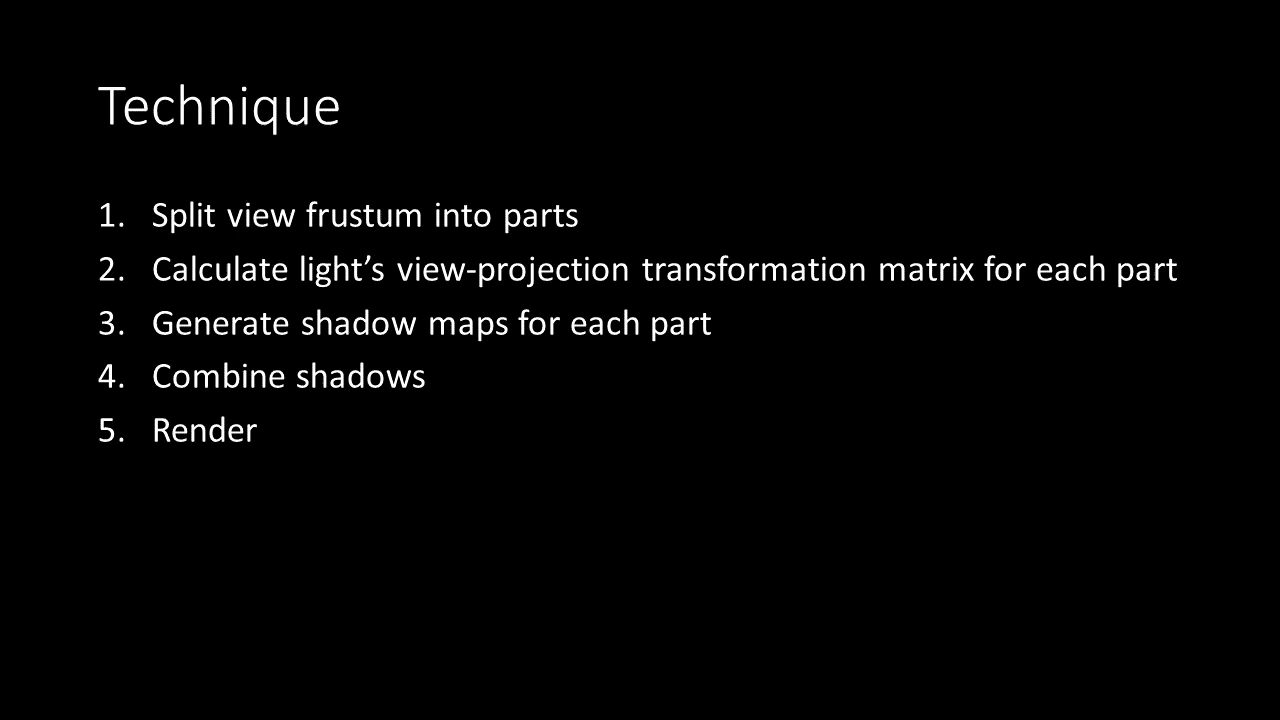 Technique
1. Split view frustum into parts
2. Calculate light’s view-projection transformation matrix for each part
3. Generate shadow maps for each part
4. Combine shadows
5. Render